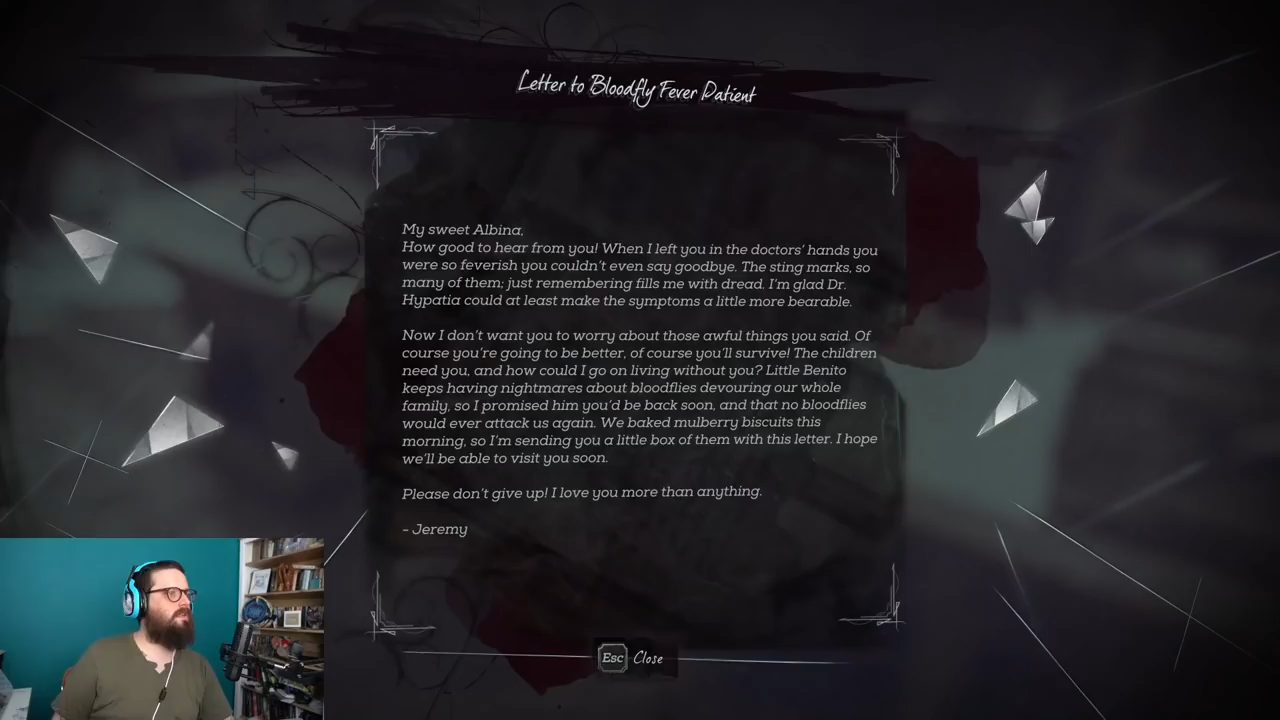 Letter to Bloodfly Fever Patient
My sweet Albina,
How good to hear from you! When I left you in the doctors' hands you
were so feverish you couldn't even say goodbye. The sting marks, so
many of them; just remembering fills me with dread. I'm glad Dr.
Hypatia could at least make the symptoms a little more bearable.
Now I don't want you to worry about those awful things you said. Of
course you're going to be better, of course you'll survive! The children
need you, and how could I go on living without you? Little Benito
keeps having nightmares about bloodflies devouring our whole
family, so I promised him you'd be back soon, and that no bloodflies
would ever attack us again. We baked mulberry biscuits this
morning, so I'm sending you a little box of them with this letter. I hope
we'll be able to visit you soon.
Please don't give up! I love you more than anything.
- Jeremy
Esc Close